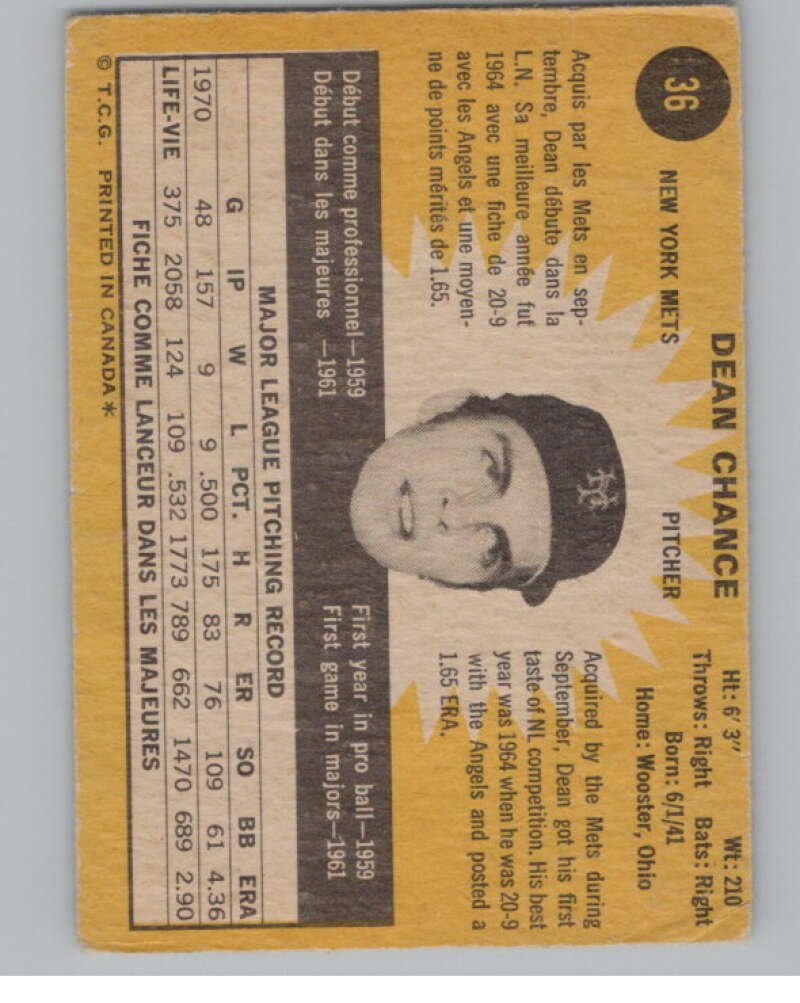 36
DEAN CHANCE
NEW YORK METS PITCHER
Ht: 6' 3" Wt: 210
Throws: Right Bats: Right
Born: 6/1/41
Home: Wooster, Ohio
Acquis par les Mets en sep-
tembre, Dean débute dans la
L.N. Sa meilleure année fut
1964 avec une fiche de 20-9
avec les Angels et une moyen-
ne de points mérités de 1.65.
Acquired by the Mets during
September, Dean got his first
taste of NL competition. His best
year was 1964 when he was 20-9
with the Angels and posted a
1.65 ERA.
Début comme professionnel—1959
Début dans les majeures —1961
First year in pro ball—1959
First game in majors—1961
MAJOR LEAGUE PITCHING RECORD
G IP W L PCT. H R ER SO BB ERA
1970 48 157 9 9 .500 175 83 76 109 61 4.36
LIFE-VIE 375 2058 124 109 .532 1773 789 662 1470 689 2.90
FICHE COMME LANCEUR DANS LES MAJEURES
© T.C.G. PRINTED IN CANADA*